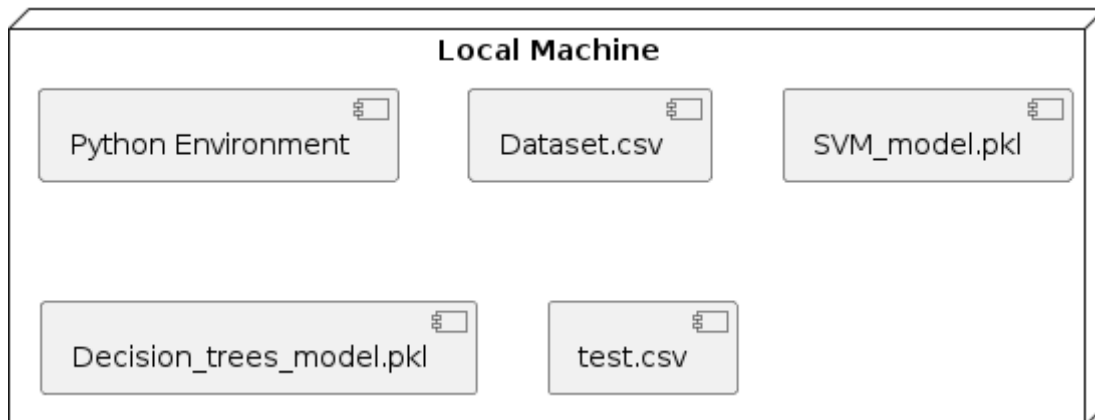 Local Machine
Python Environment
Dataset.csv
SVM_model.pkl
Decision_trees_model.pkl
test.csv